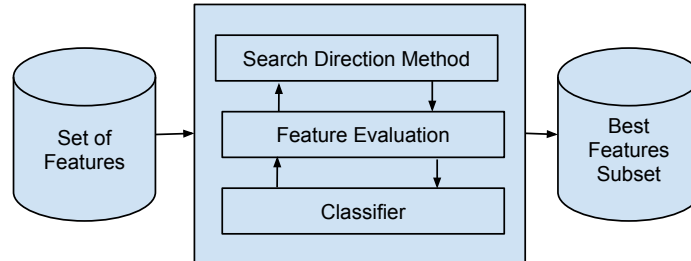 Set of
Features
Search Direction Method
Feature Evaluation
Classifier
Best
Features
Subset